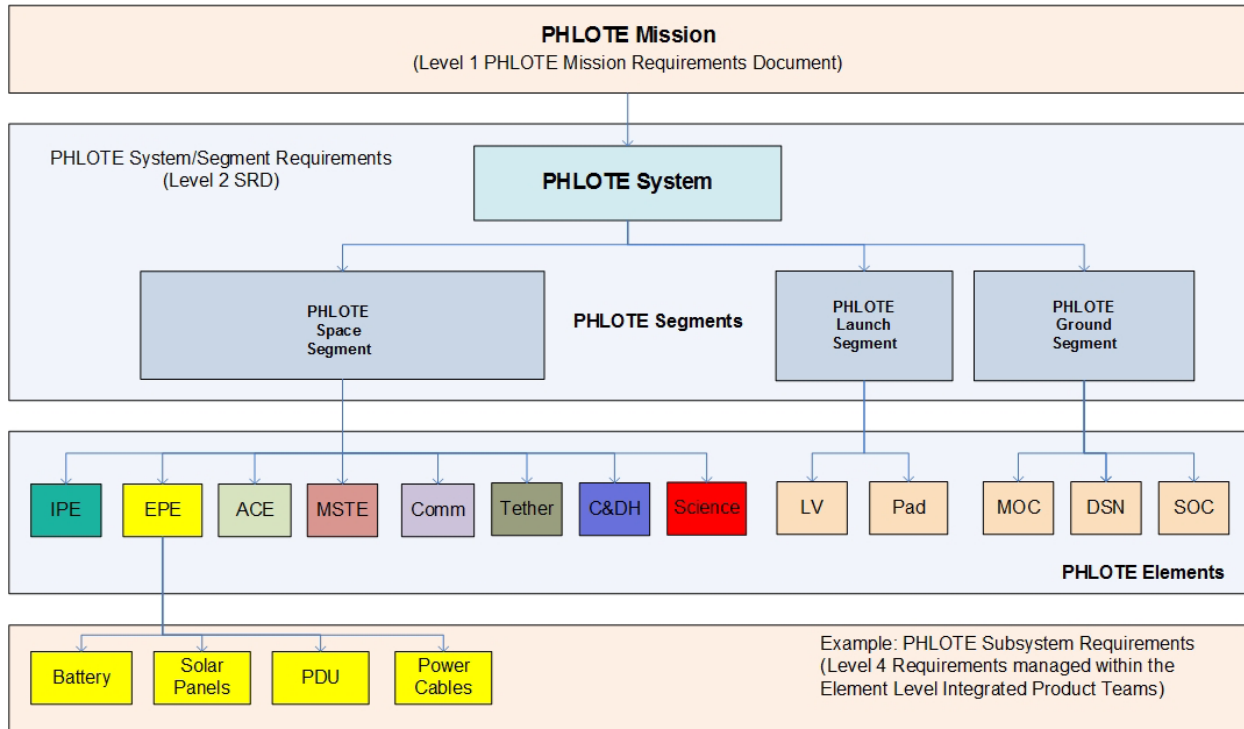 PHLOTE Mission
(Level 1 PHLOTE Mission Requirements Document)
PHLOTE System/Segment Requirements
(Level 2 SRD)
PHLOTE System
PHLOTE
Space
Segment
PHLOTE Segments
PHLOTE
Launch
Segment
PHLOTE
Ground
Segment
IPE
EPE
ACE
MSTE
Comm
Tether
C&DH
Science
LV
Pad
MOC
DSN
SOC
PHLOTE Elements
Battery
Solar
Panels
PDU
Power
Cables
Example: PHLOTE Subsystem Requirements
(Level 4 Requirements managed within the
Element Level Integrated Product Teams)